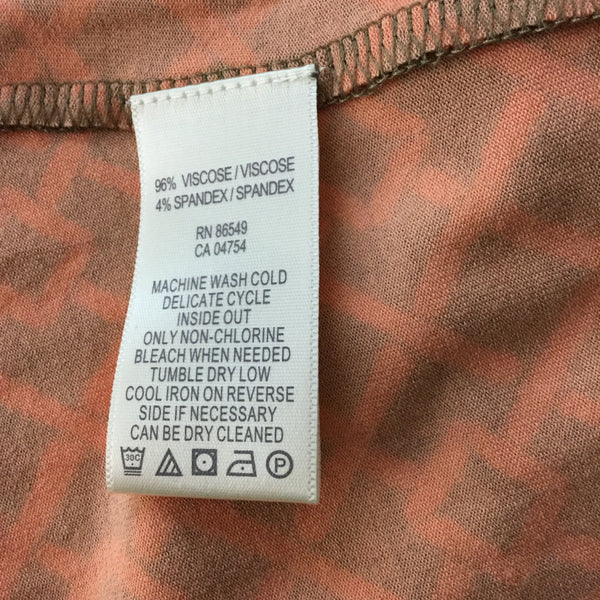 96% VISCOSE / VISCOSE
4% SPANDEX / SPANDEX
RN 86549
CA 04754
MACHINE WASH COLD
DELICATE CYCLE
INSIDE OUT
ONLY NON-CHLORINE
BLEACH WHEN NEEDED
TUMBLE DRY LOW
COOL IRON ON REVERSE
SIDE IF NECESSARY
CAN BE DRY CLEANED
30C P